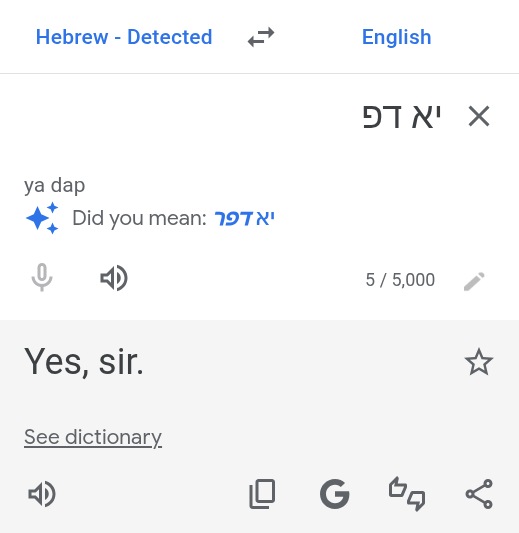 Hebrew - Detected
English
יא דפ
ya dap
Did you mean: יא דפר
5 / 5,000
Yes, sir.
See dictionary